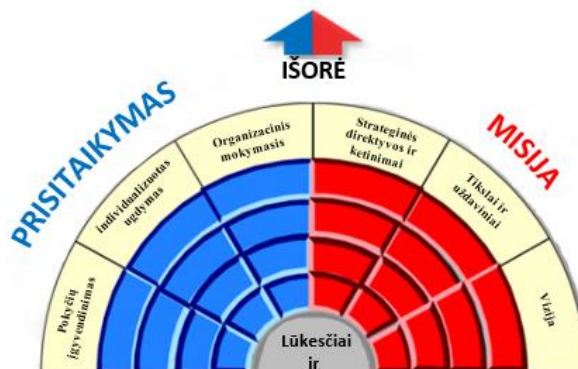 IŠORĖ
PRISITAIKYMAS
MISIJA
Organizacinis
mokymasis
Strateginės
direktyvos ir
ketinimai
individualizuotas
ugdymas
Tikslai ir
uždaviniai
Pokyčių
įgyvendinimas
Vizija
Lūkesčiai
ir